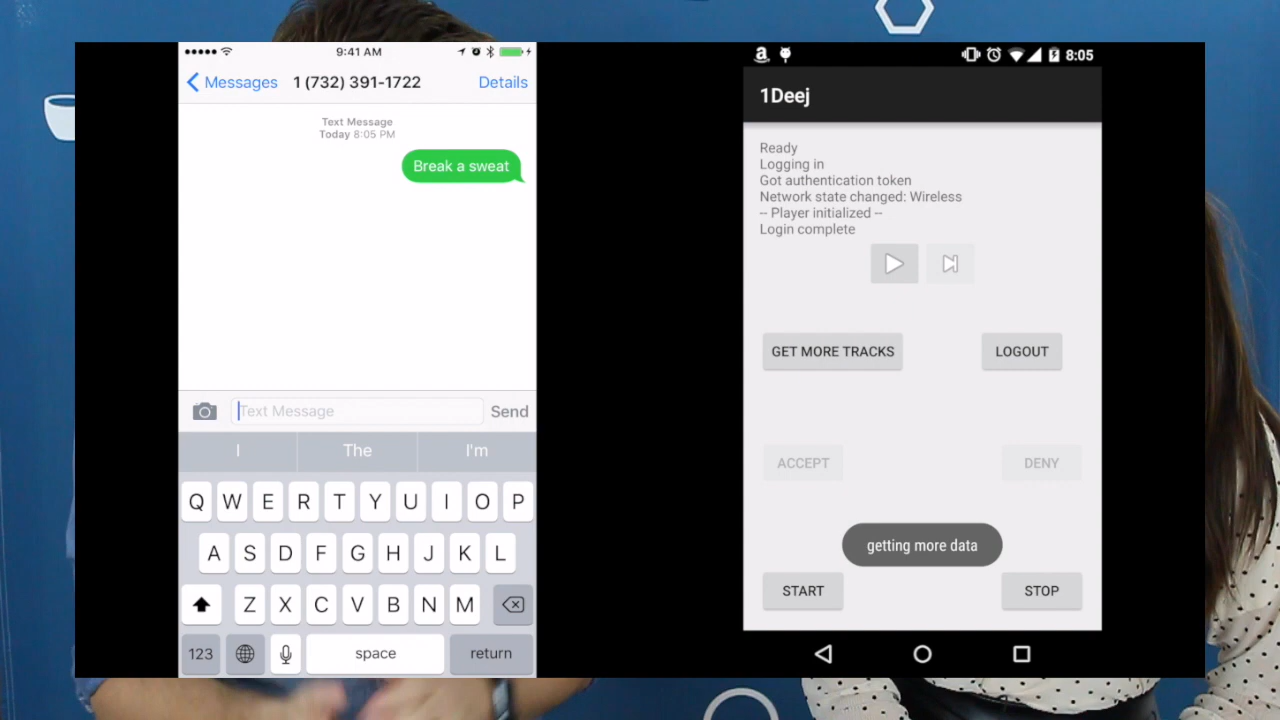 9:41 AM
Messages
1 (732) 391-1722
Details
Text Message
Today 8:05 PM
Break a sweat
Text Message
Send
I
The
I'm
Q W E R T Y U I O P
A S D F G H J K L
Z X C V B N M
123
space
return
a
8:05
1Deej
Ready
Logging in
Got authentication token
Network state changed: Wireless
-- Player initialized --
Login complete
GET MORE TRACKS
LOGOUT
ACCEPT
DENY
getting more data
START
STOP